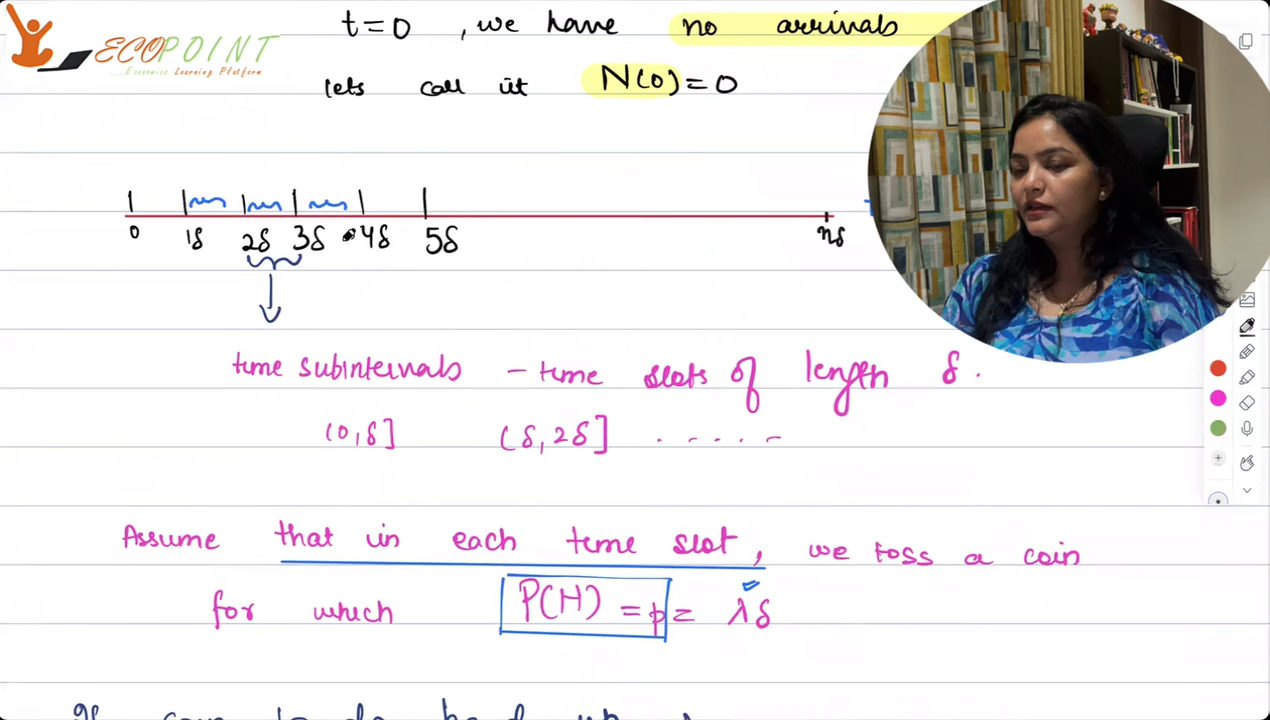 t=0 , we have no arrivals
ECOPOINT
....Economics Learning Platform
lets call it N(0)=0
0 1δ 2δ 3δ 4δ 5δ nδ
time subintervals - time slots of length δ.
(0,δ] (δ,2δ] . . . . . .
Assume that in each time slot, we toss a coin
for which P(H) = p = λδ